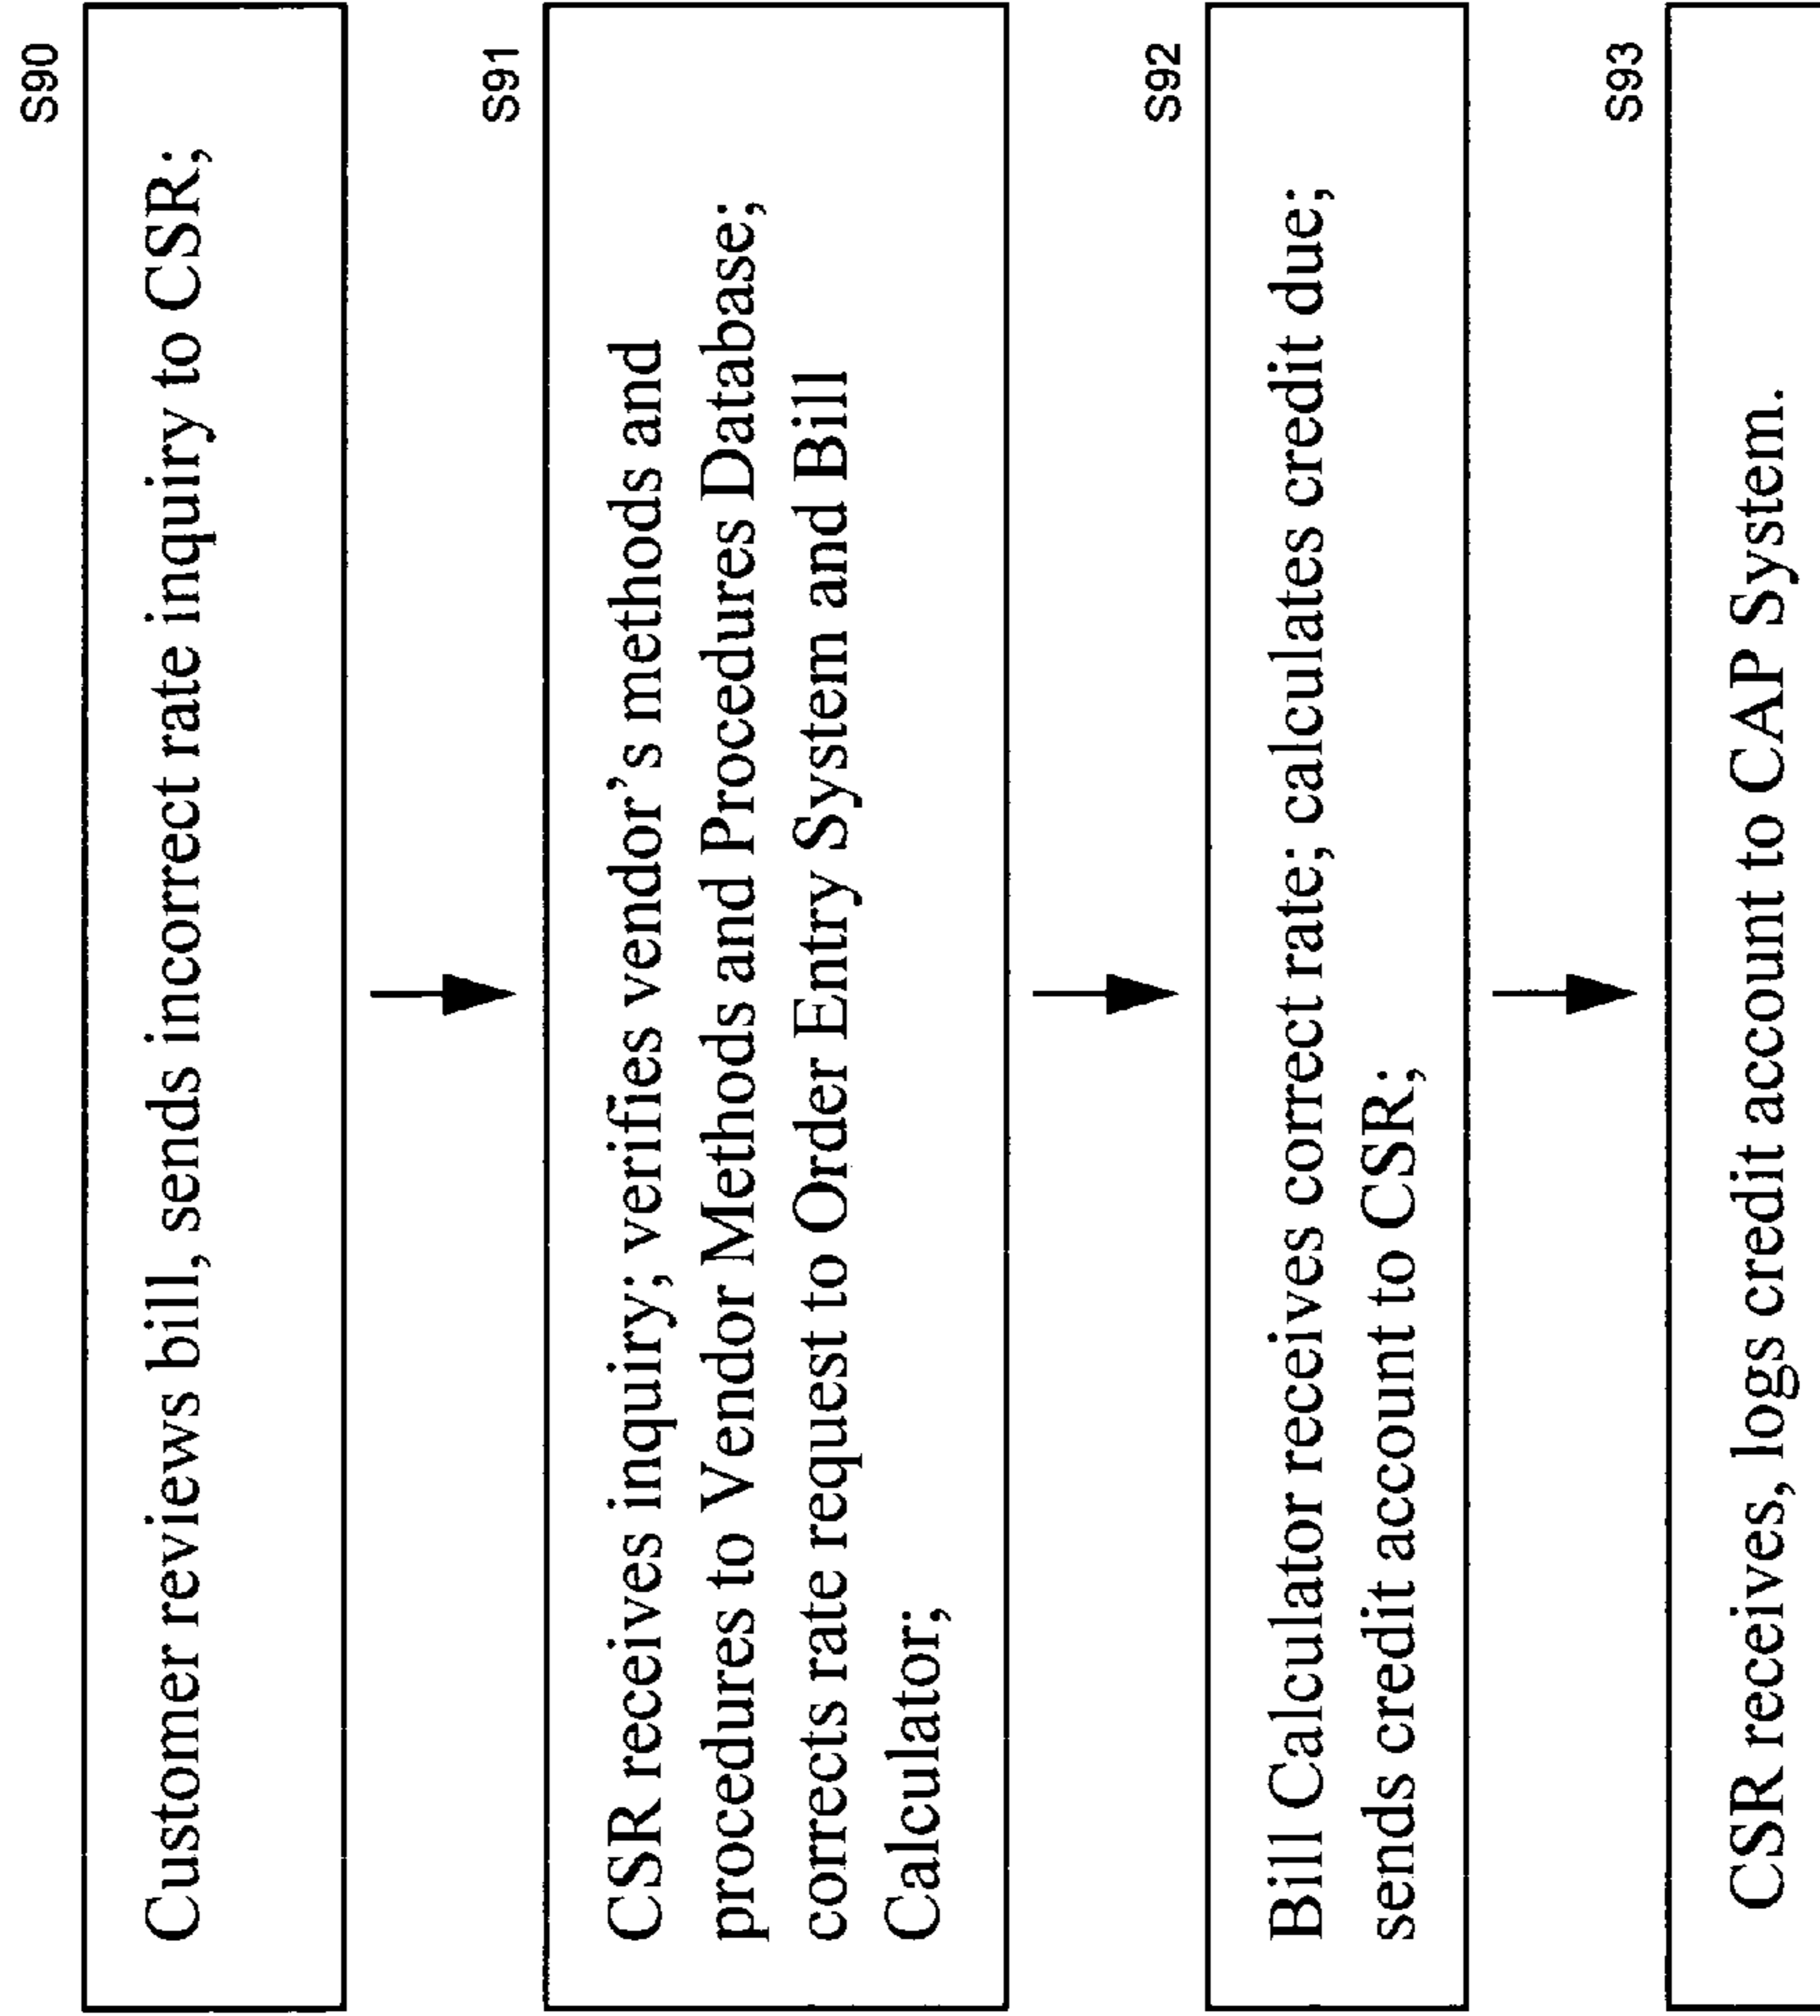 S90
Customer reviews bill, sends incorrect rate inquiry to CSR;
S91
CSR receives inquiry; verifies vendor's methods and
procedures to Vendor Methods and Procedures Database;
corrects rate request to Order Entry System and Bill
Calculator;
S92
Bill Calculator receives correct rate; calculates credit due;
sends credit account to CSR;
S93
CSR receives, logs credit account to CAP System.